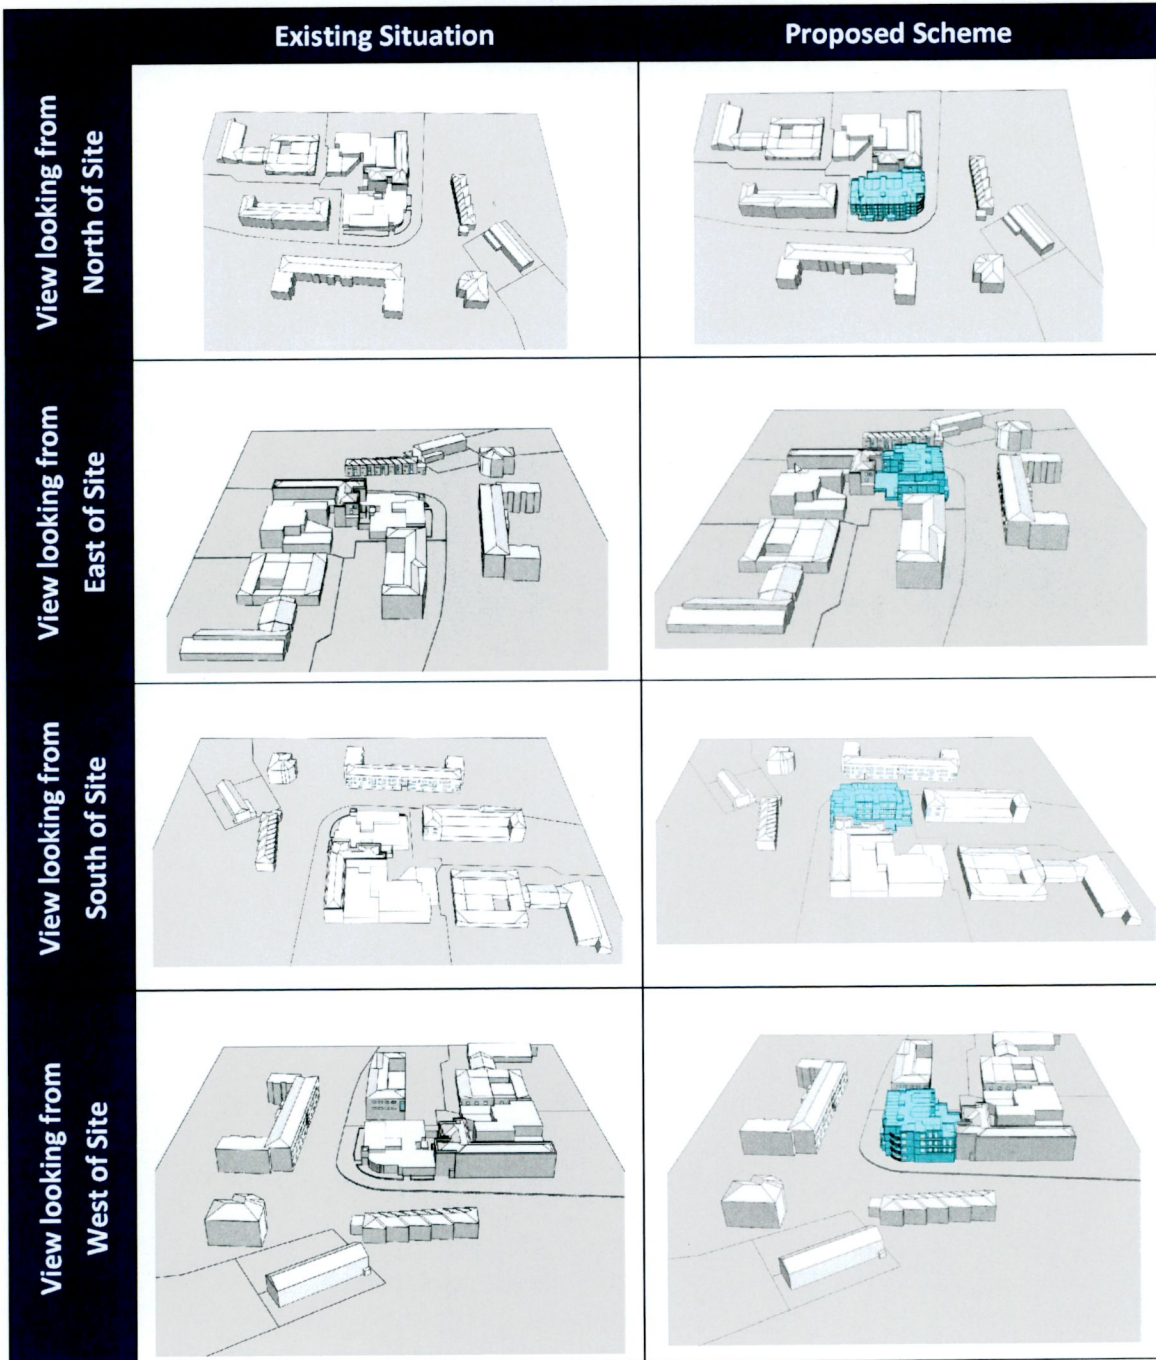 Existing Situation
Proposed Scheme
View looking from
North of Site
View looking from
East of Site
View looking from
South of Site
View looking from
West of Site